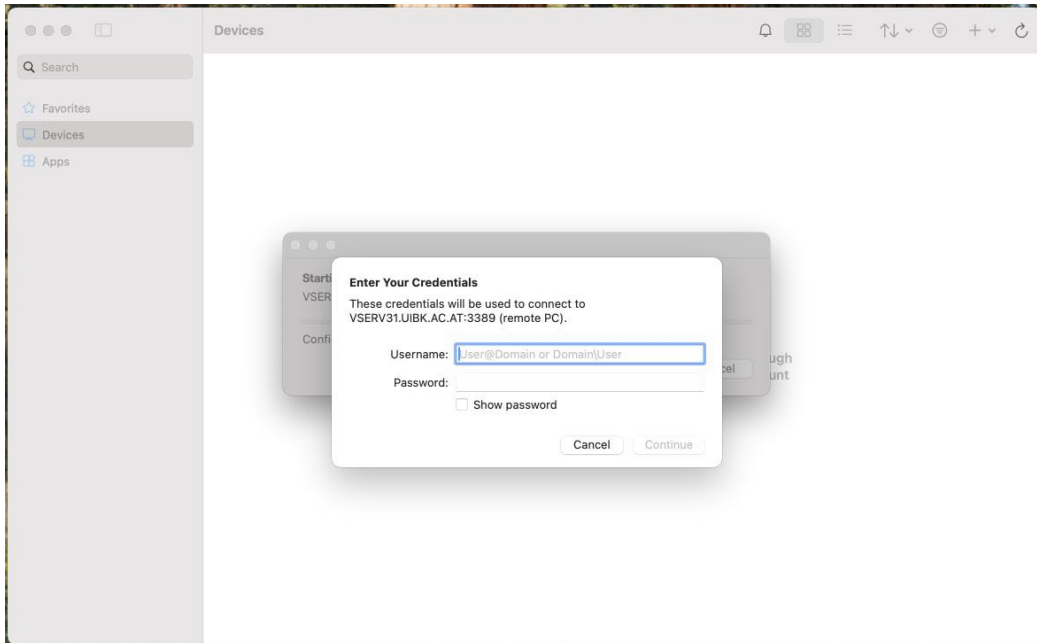 Devices
Search
Favorites
Devices
Apps
Enter Your Credentials
These credentials will be used to connect to
VSERV31.UIBK.AC.AT:3389 (remote PC).
Username: User@Domain or Domain\User
Password:
Show password
Cancel Continue